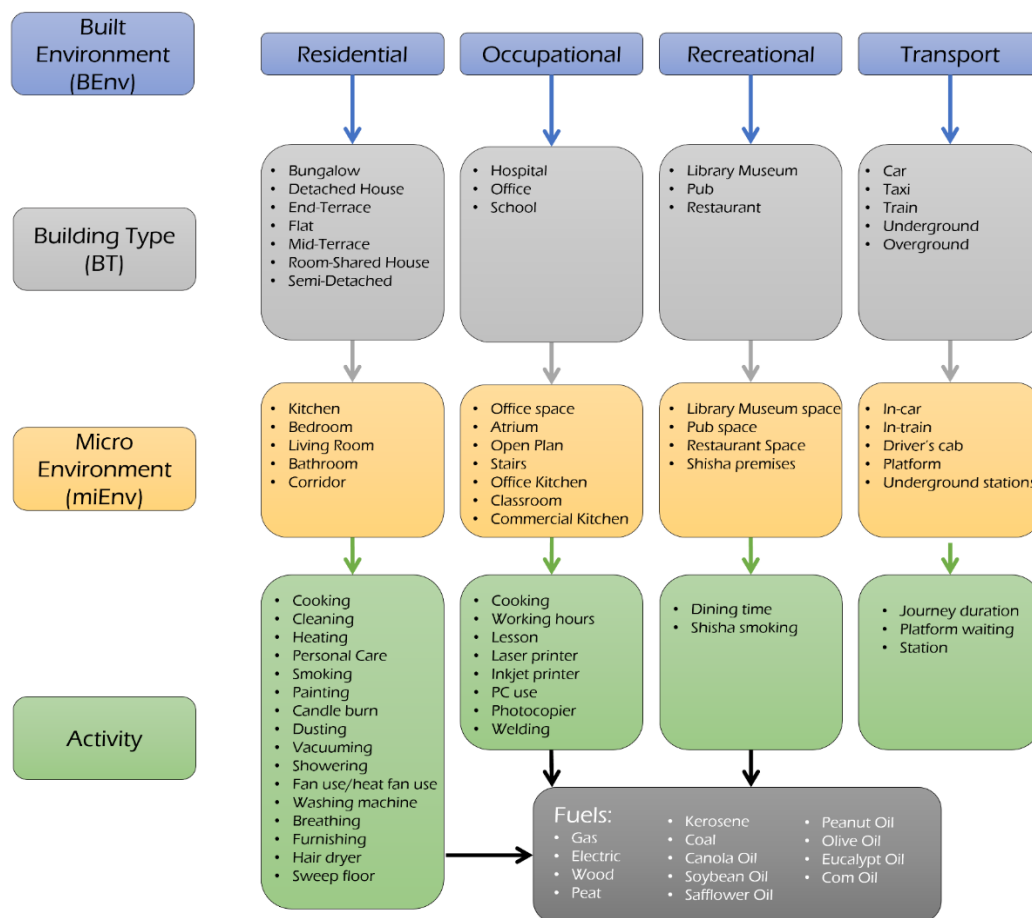 Built
Environment
(BEnv)
Residential
Occupational
Recreational
Transport
Building Type
(BT)
• Bungalow
• Detached House
• End-Terrace
• Flat
• Mid-Terrace
• Room-Shared House
• Semi-Detached
• Hospital
• Office
• School
• Library Museum
• Pub
• Restaurant
• Car
• Taxi
• Train
• Underground
• Overground
Micro
Environment
(miEnv)
• Kitchen
• Bedroom
• Living Room
• Bathroom
• Corridor
• Office space
• Atrium
• Open Plan
• Stairs
• Office Kitchen
• Classroom
• Commercial Kitchen
• Library Museum space
• Pub space
• Restaurant Space
• Shisha premises
• In-car
• In-train
• Driver's cab
• Platform
• Underground stations
Activity
• Cooking
• Cleaning
• Heating
• Personal Care
• Smoking
• Painting
• Candle burn
• Dusting
• Vacuuming
• Showering
• Fan use/heat fan use
• Washing machine
• Breathing
• Furnishing
• Hair dryer
• Sweep floor
• Cooking
• Working hours
• Lesson
• Laser printer
• Inkjet printer
• PC use
• Photocopier
• Welding
• Dining time
• Shisha smoking
• Journey duration
• Platform waiting
• Station
Fuels:
• Gas
• Electric
• Wood
• Peat
• Kerosene
• Coal
• Canola Oil
• Soybean Oil
• Safflower Oil
• Peanut Oil
• Olive Oil
• Eucalypt Oil
• Com Oil